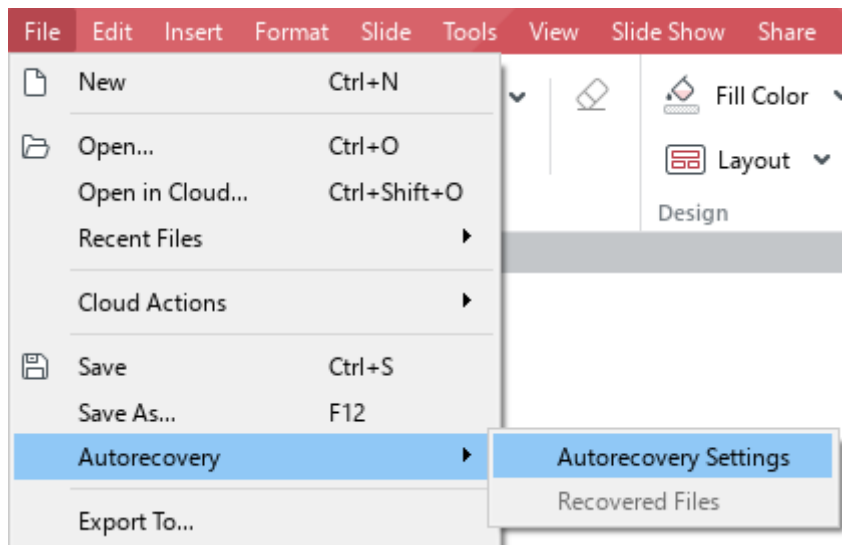 File Edit Insert Format Slide Tools View Slide Show Share
New Ctrl+N
Fill Color
Open... Ctrl+O
Layout
Open in Cloud... Ctrl+Shift+O
Design
Recent Files
Cloud Actions
Save Ctrl+S
Save As... F12
Autorecovery
Autorecovery Settings
Recovered Files
Export To...